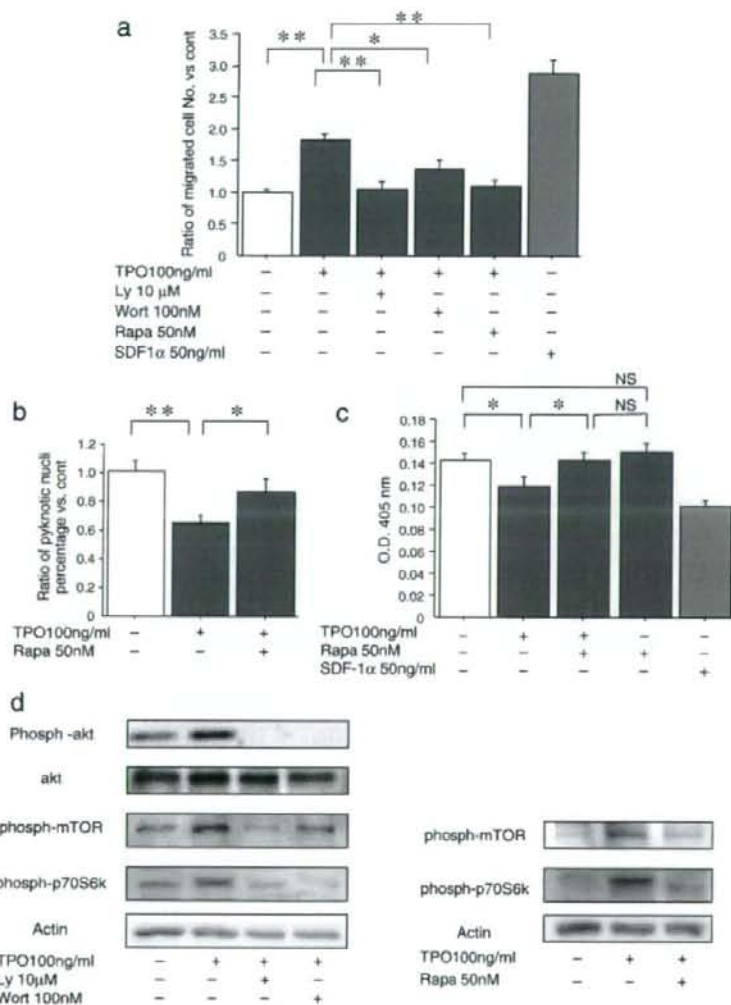 a
** ** * **
Ratio of migrated cell No. vs cont
3.5
3.0
2.5
2.0
1.5
1.0
0.5
0
TPO100ng/ml − + + + + −
Ly 10 µM − − + − − −
Wort 100nM − − − + − −
Rapa 50nM − − − − + −
SDF1α 50ng/ml − − − − − +
b
** *
Ratio of pyknotic nucli
percentage vs. cont
1.2
1.0
0.8
0.6
0.4
0.2
0
TPO100ng/ml − + +
Rapa 50nM − − +
c
NS
* * NS
O.D. 405 nm
0.18
0.16
0.14
0.12
0.10
0.08
0.06
0.04
0.02
0
TPO100ng/ml − + + − −
Rapa 50nM − − + + −
SDF-1α 50ng/ml − − − − +
d
Phosph -akt
akt
phosph-mTOR
phosph-p70S6k
Actin
TPO100ng/ml − + + +
Ly 10µM − − + −
Wort 100nM − − − +
phosph-mTOR
phosph-p70S6k
Actin
TPO100ng/ml − + +
Rapa 50nM − − +